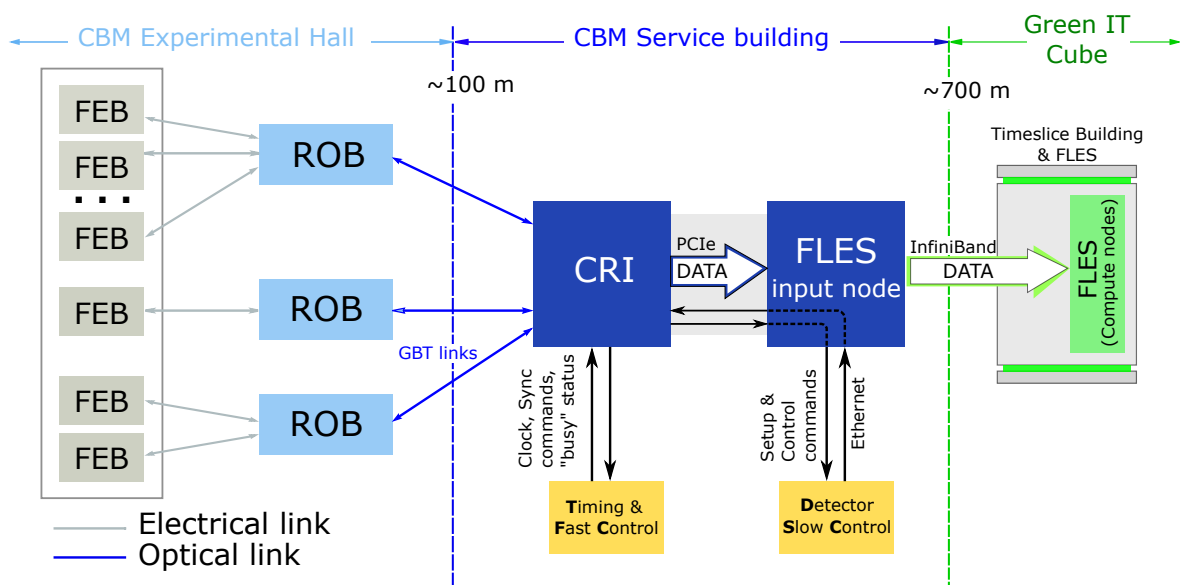 CBM Experimental Hall
CBM Service building
Green IT
Cube
~100 m
~700 m
FEB
FEB
. . .
FEB
FEB
FEB
FEB
ROB
ROB
ROB
GBT links
CRI
PCIe
DATA
FLES
input node
InfiniBand
DATA
Timeslice Building
& FLES
FLES
(Compute nodes)
Clock, Sync
commands,
"busy" status
Setup &
Control
commands
Ethernet
Timing &
Fast Control
Detector
Slow Control
Electrical link
Optical link